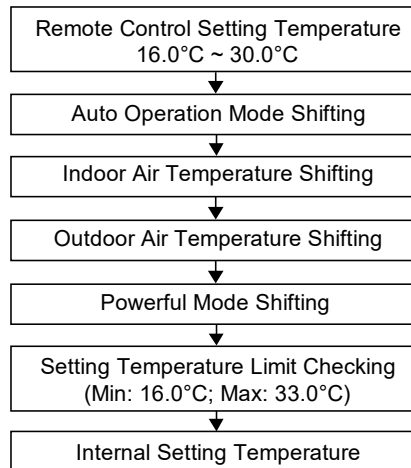 Remote Control Setting Temperature
16.0°C ~ 30.0°C
Auto Operation Mode Shifting
Indoor Air Temperature Shifting
Outdoor Air Temperature Shifting
Powerful Mode Shifting
Setting Temperature Limit Checking
(Min: 16.0°C; Max: 33.0°C)
Internal Setting Temperature